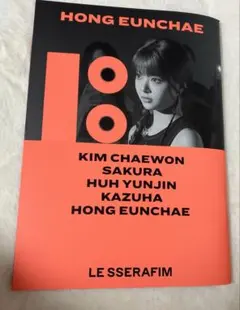 HONG EUNCHAE
KIM CHAEWON
SAKURA
HUH YUNJIN
KAZUHA
HONG EUNCHAE
LE SSERAFIM